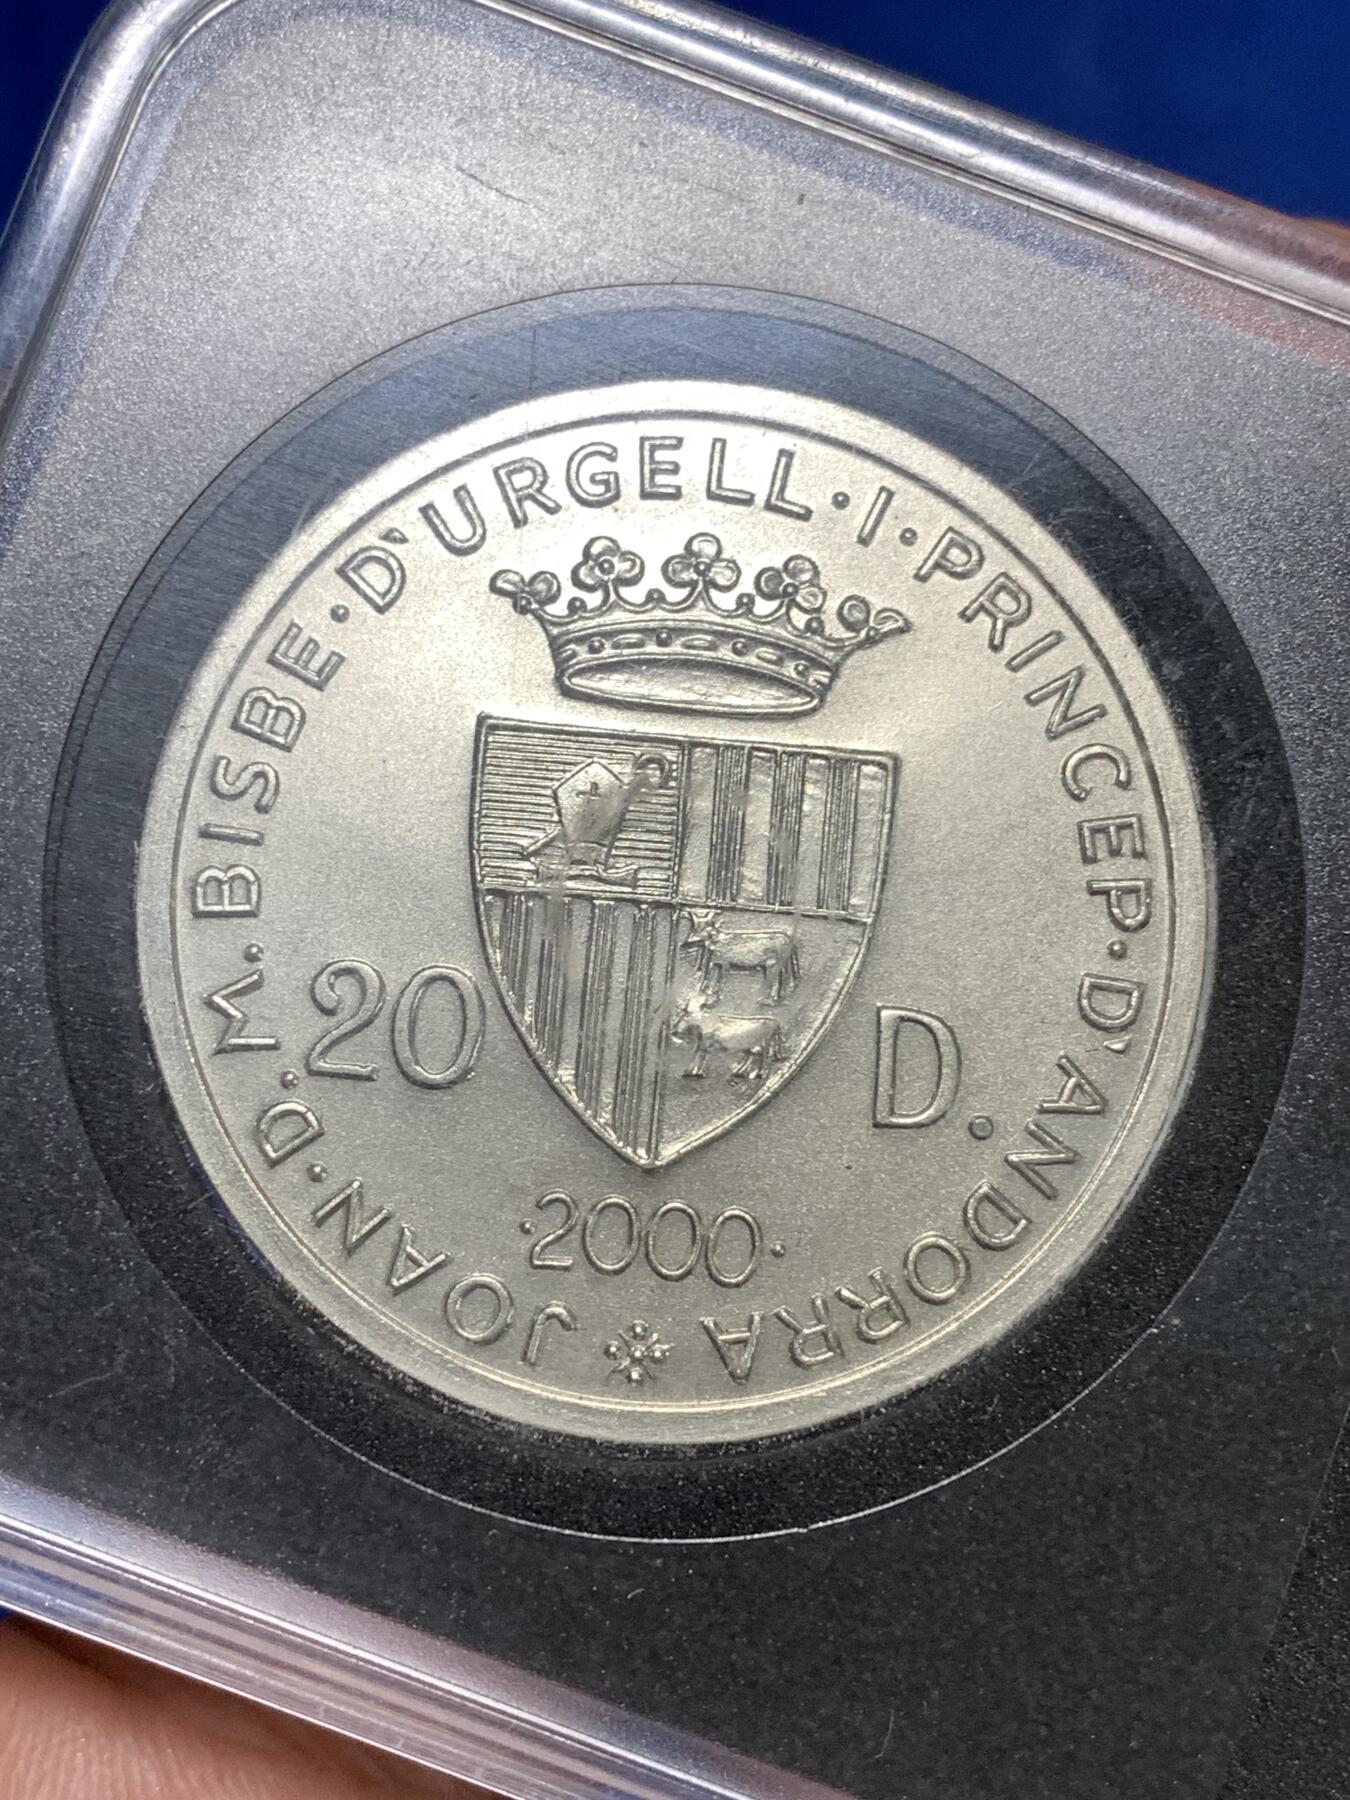 JOAN·D·D·M·BISBE·D'URGELL·I·PRINCEP·D'ANDORRA
20 D.
·2000·